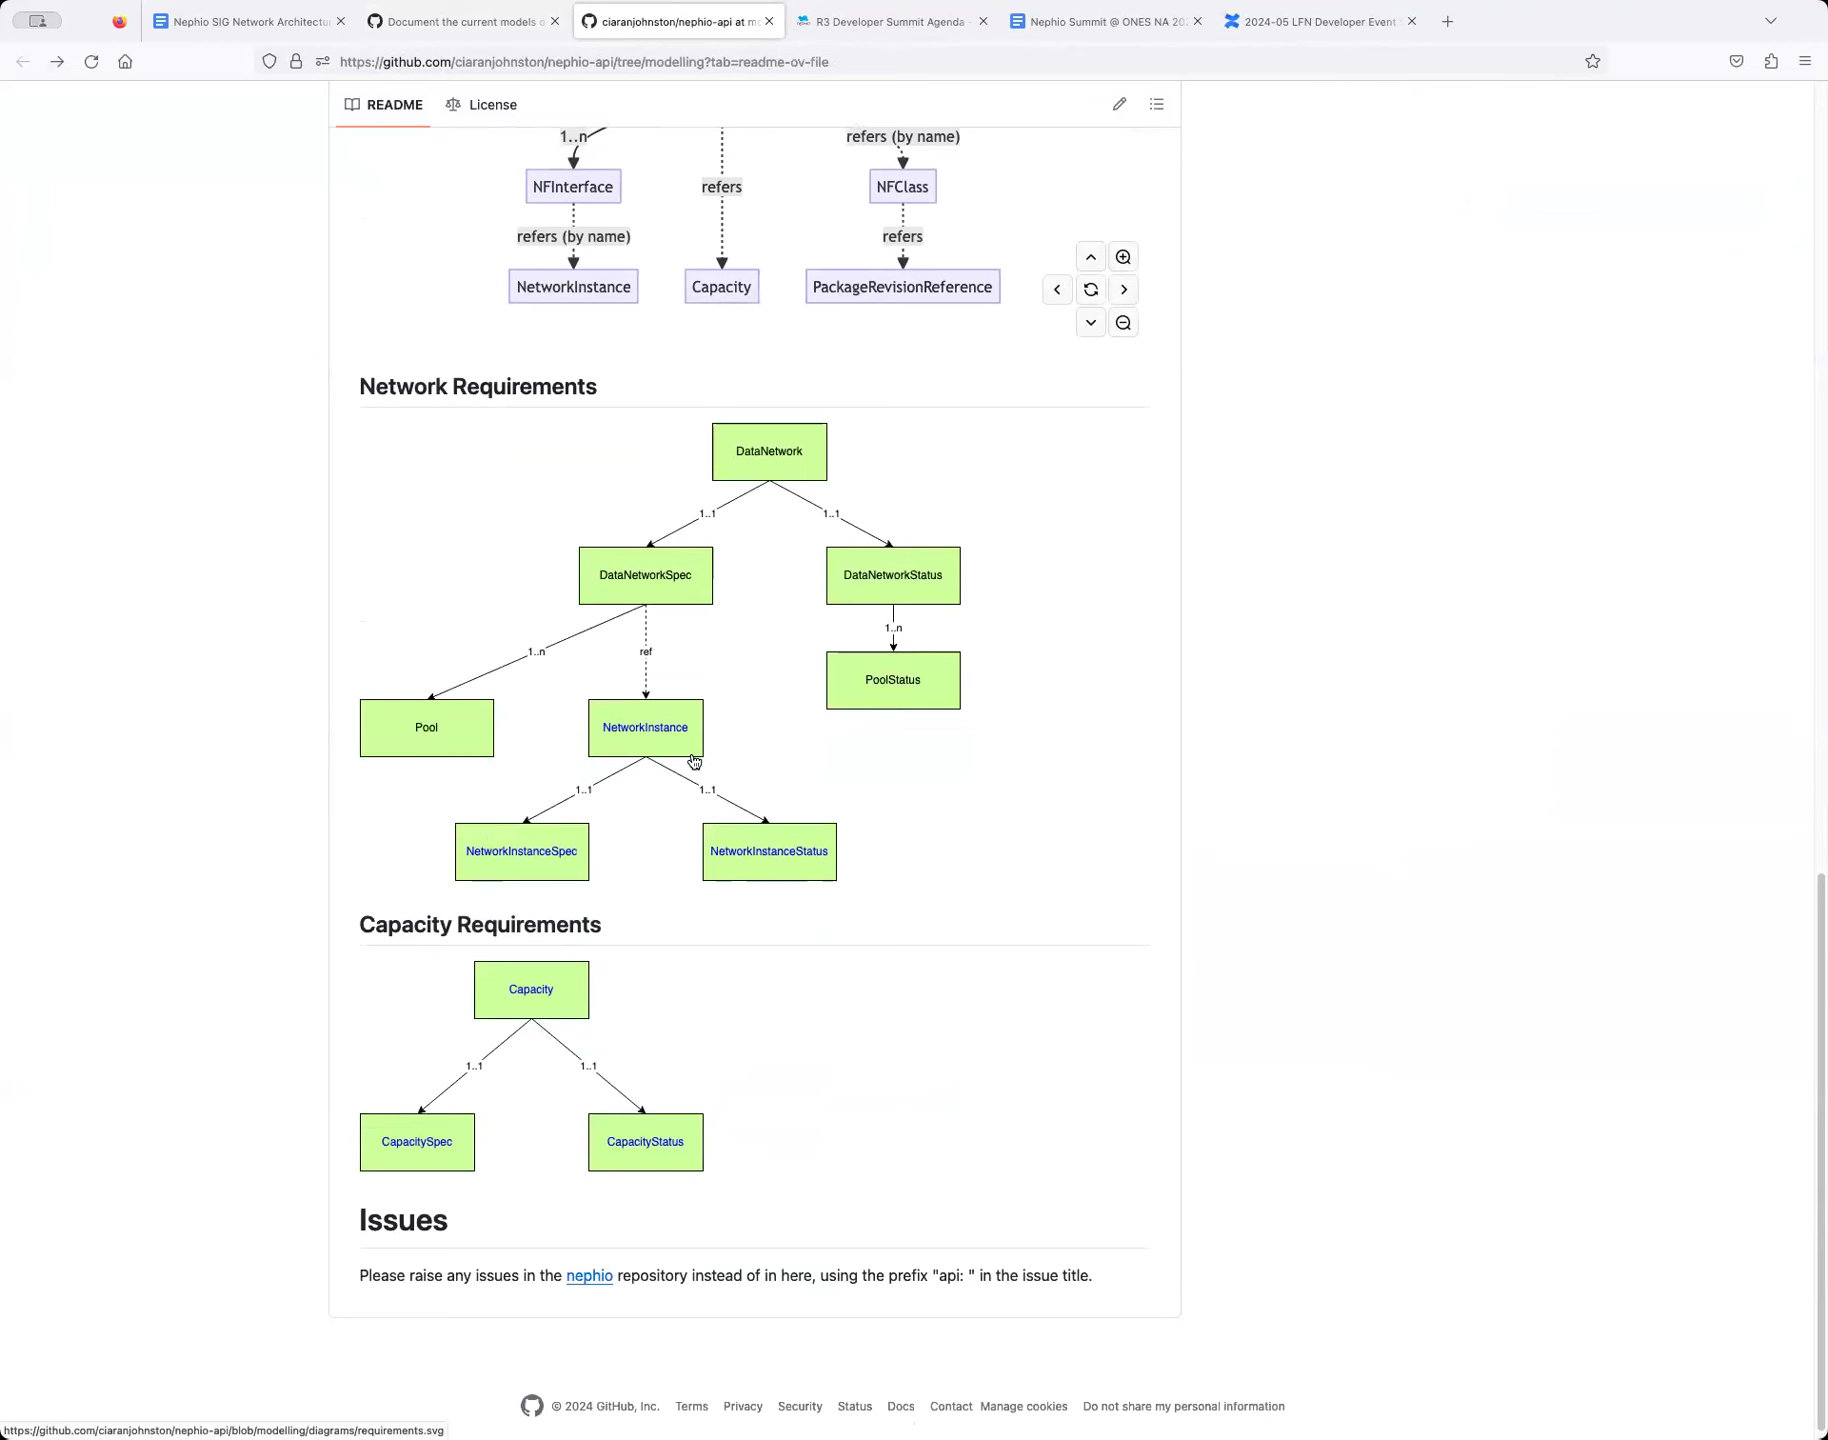 Nephio SIG Network Architectur
Document the current models o
ciaranjohnston/nephio-api at mo
R3 Developer Summit Agenda -
Nephio Summit @ ONES NA 202
2024-05 LFN Developer Event
https://github.com/ciaranjohnston/nephio-api/tree/modelling?tab=readme-ov-file
README
License
1..n
refers (by name)
NFInterface
refers
NFClass
refers (by name)
refers
NetworkInstance
Capacity
PackageRevisionReference
Network Requirements
DataNetwork
1..1
1..1
DataNetworkSpec
DataNetworkStatus
1..n
1..n
ref
PoolStatus
Pool
NetworkInstance
1..1
1..1
NetworkInstanceSpec
NetworkInstanceStatus
Capacity Requirements
Capacity
1..1
1..1
CapacitySpec
CapacityStatus
Issues
Please raise any issues in the nephio repository instead of in here, using the prefix "api: " in the issue title.
© 2024 GitHub, Inc.
Terms
Privacy
Security
Status
Docs
Contact
Manage cookies
Do not share my personal information
https://github.com/ciaranjohnston/nephio-api/blob/modelling/diagrams/requirements.svg